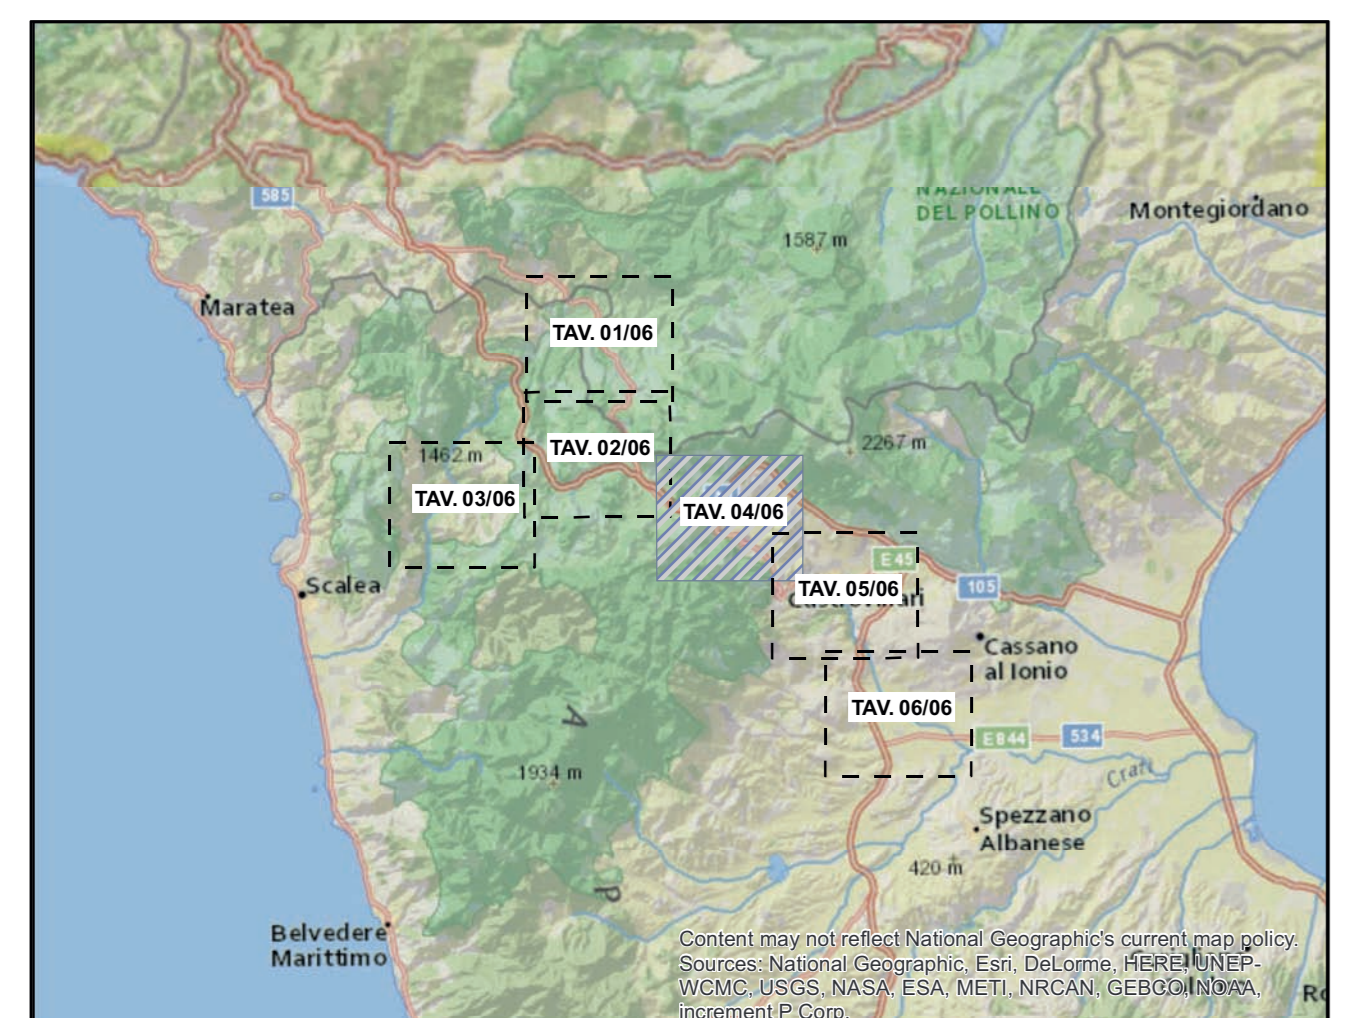 585
NAZIONALE
DEL POLLINO
Montegiordano
1587 m
Maratea
TAV. 01/06
2267 m
TAV. 02/06
1462 m
TAV. 03/06
TAV. 04/06
E45
105
Scalea
TAV. 05/06
Cassano
al Ionio
TAV. 06/06
A
E844
534
1934 m
Crati
Spezzano
Albanese
420 m
P
Belvedere
Marittimo
Content may not reflect National Geographic's current map policy.
Sources: National Geographic, Esri, DeLorme, HERE, UNEP-
WCMC, USGS, NASA, ESA, METI, NRCAN, GEBCO, NOAA,
increment P Corp.